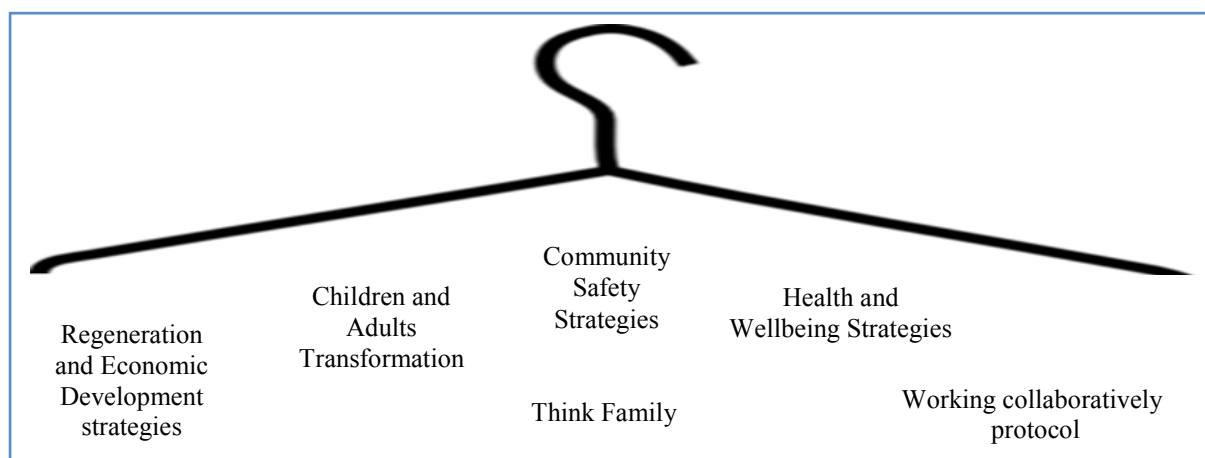 Regeneration
and Economic
Development
strategies
Children and
Adults
Transformation
Community
Safety
Strategies
Think Family
Health and
Wellbeing Strategies
Working collaboratively
protocol